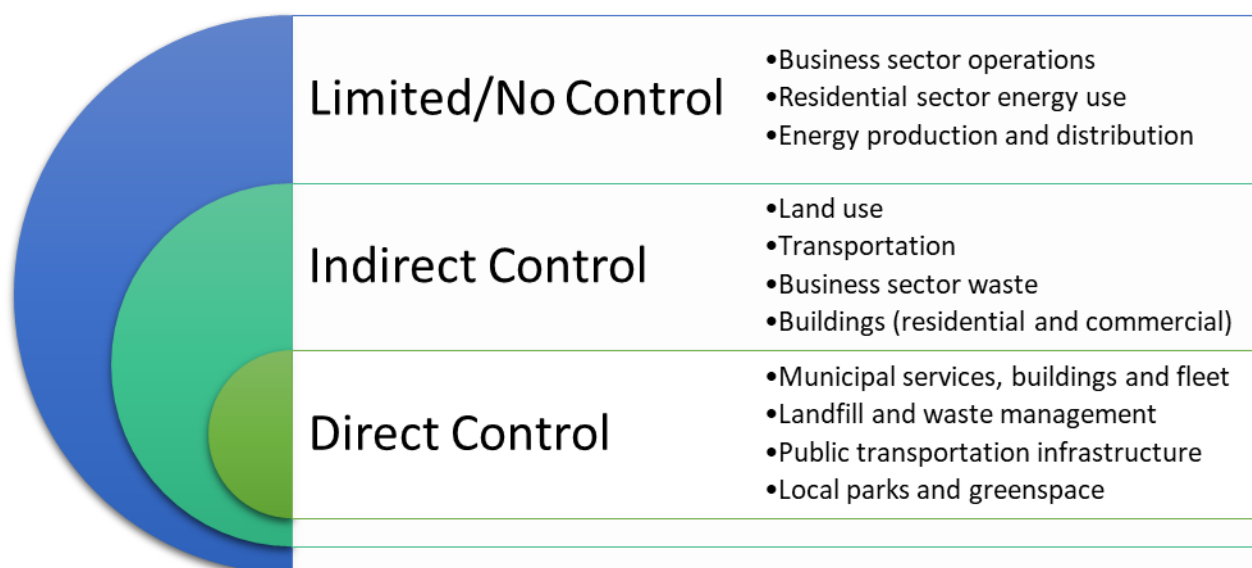 Limited/No Control
•Business sector operations
•Residential sector energy use
•Energy production and distribution
Indirect Control
•Land use
•Transportation
•Business sector waste
•Buildings (residential and commercial)
Direct Control
•Municipal services, buildings and fleet
•Landfill and waste management
•Public transportation infrastructure
•Local parks and greenspace